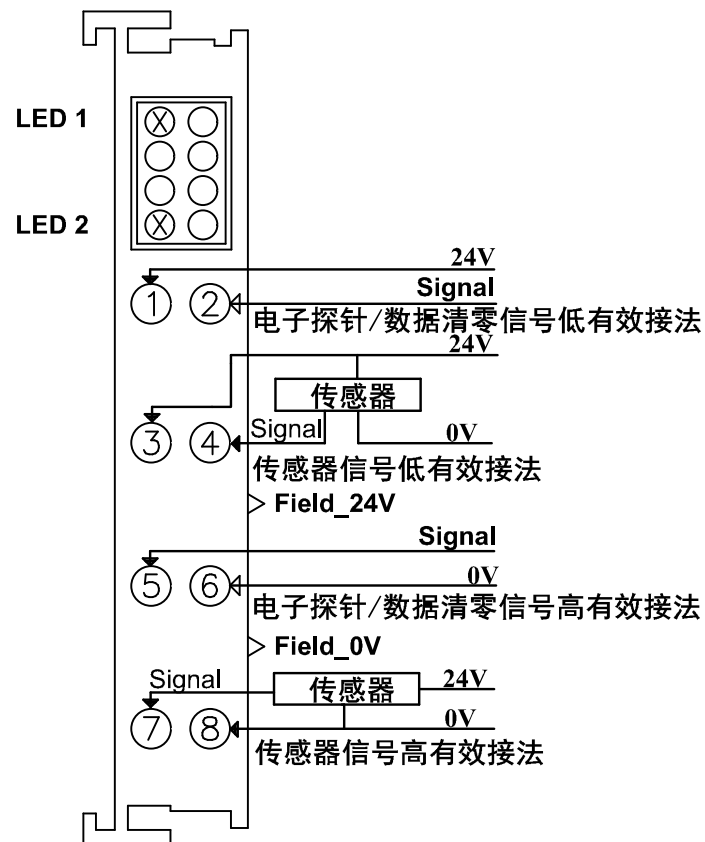 LED 1
LED 2
24V
① ② Signal
电子探针/数据清零信号低有效接法
24V
传感器
③ ④ Signal 0V
传感器信号低有效接法
Field_24V
Signal
⑤ ⑥ 0V
电子探针/数据清零信号高有效接法
Field_0V
Signal 传感器 24V
⑦ ⑧ 0V
传感器信号高有效接法